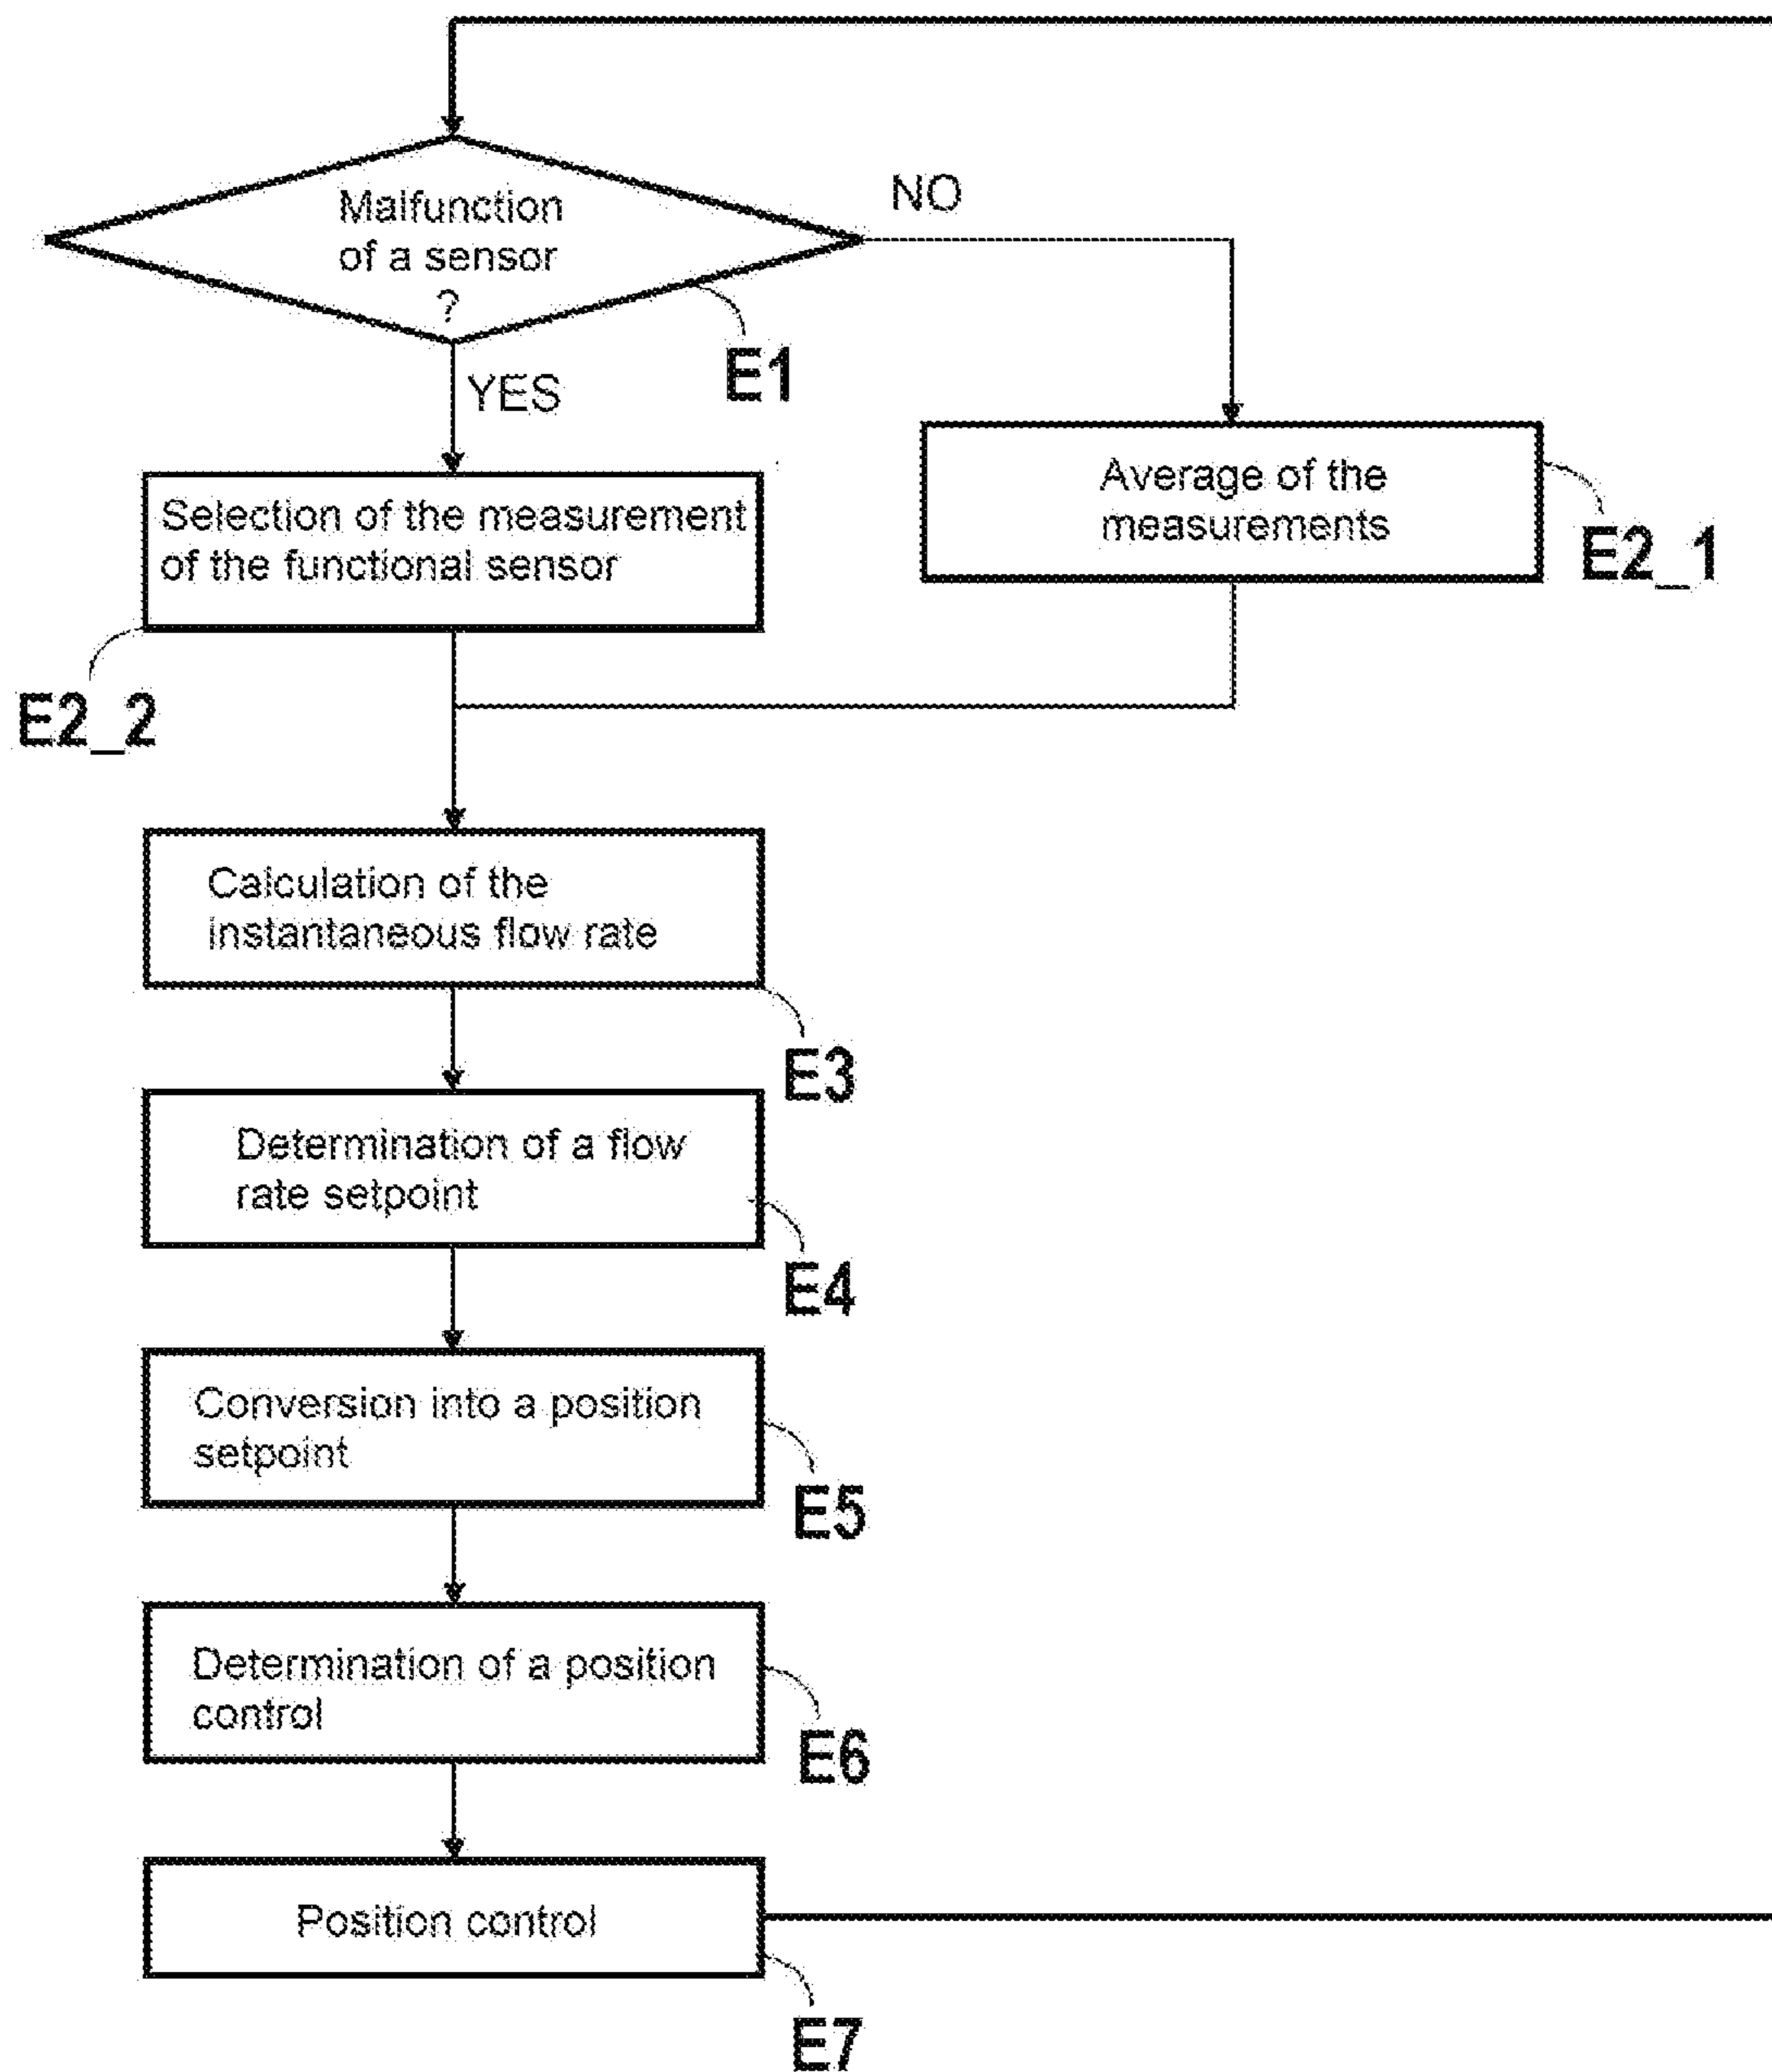 Malfunction
of a sensor
?
NO
E1
YES
Average of the
measurements
E2_1
Selection of the measurement
of the functional sensor
E2_2
Calculation of the
instantaneous flow rate
E3
Determination of a flow
rate setpoint
E4
Conversion into a position
setpoint
E5
Determination of a position
control
E6
Position control
E7